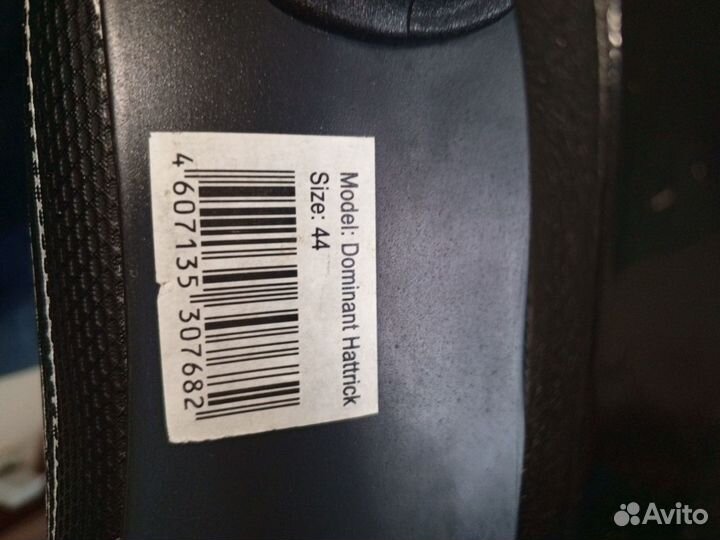 Model: Dominant Hattrick
Size: 44
4 607135 307682
Avito